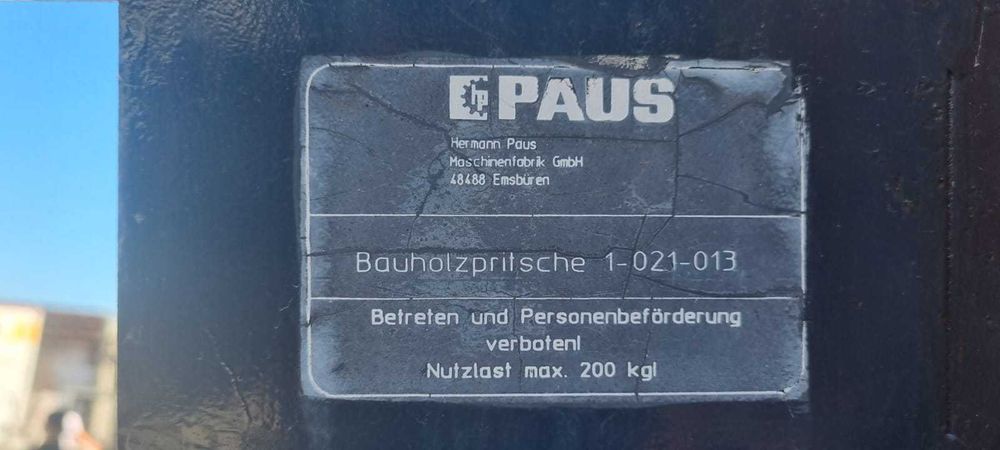 hp PAUS
Hermann Paus
Maschinenfabrik GmbH
48488 Emsbüren
Bauholzpritsche 1-021-013
Betreten und Personenbeförderung
verboten!
Nutzlast max. 200 kg!